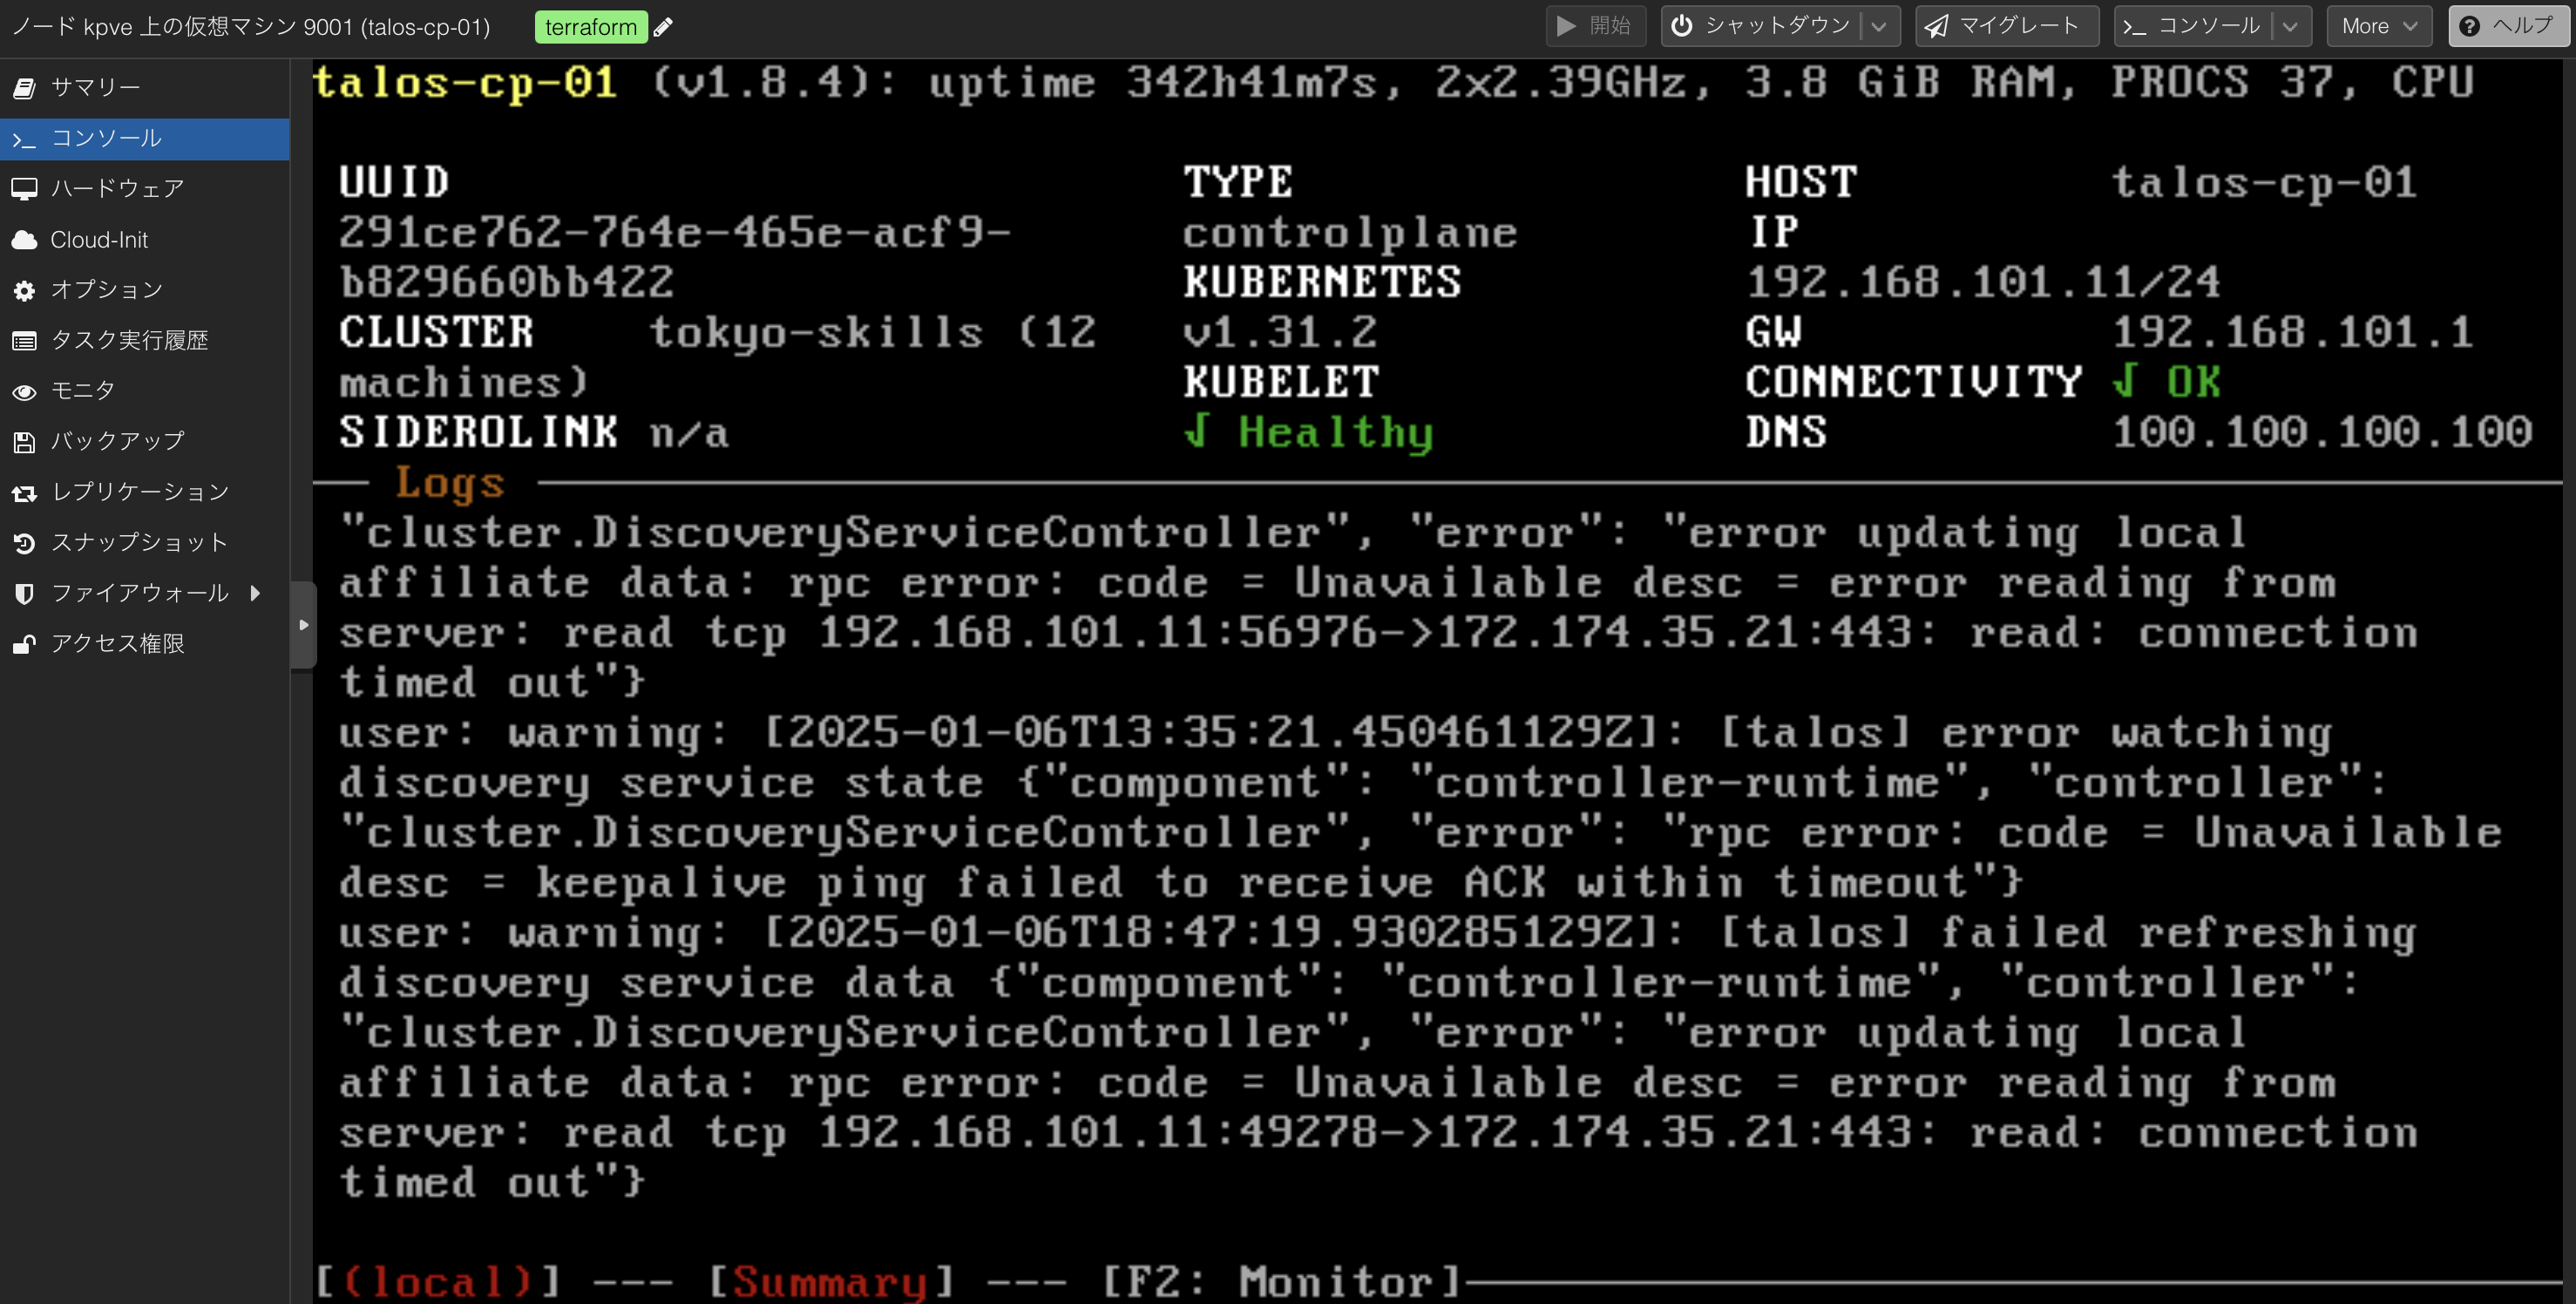 ノード kpve 上の仮想マシン 9001 (talos-cp-01) terraform 開始 シャットダウン マイグレート コンソール More ヘルプ
サマリー
コンソール
ハードウェア
Cloud-Init
オプション
タスク実行履歴
モニタ
バックアップ
レプリケーション
スナップショット
ファイアウォール
アクセス権限
talos-cp-01 (v1.8.4): uptime 342h41m7s, 2x2.39GHz, 3.8 GiB RAM, PROCS 37, CPU
UUID TYPE HOST talos-cp-01
291ce762-764e-465e-acf9- controlplane IP
b829660bb422 KUBERNETES 192.168.101.11/24
CLUSTER tokyo-skills (12 v1.31.2 GW 192.168.101.1
machines) KUBELET CONNECTIVITY √ OK
SIDEROLINK n/a √ Healthy DNS 100.100.100.100
Logs
"cluster.DiscoveryServiceController", "error": "error updating local
affiliate data: rpc error: code = Unavailable desc = error reading from
server: read tcp 192.168.101.11:56976->172.174.35.21:443: read: connection
timed out"}
user: warning: [2025-01-06T13:35:21.450461129Z]: [talos] error watching
discovery service state {"component": "controller-runtime", "controller":
"cluster.DiscoveryServiceController", "error": "rpc error: code = Unavailable
desc = keepalive ping failed to receive ACK within timeout"}
user: warning: [2025-01-06T18:47:19.930285129Z]: [talos] failed refreshing
discovery service data {"component": "controller-runtime", "controller":
"cluster.DiscoveryServiceController", "error": "error updating local
affiliate data: rpc error: code = Unavailable desc = error reading from
server: read tcp 192.168.101.11:49278->172.174.35.21:443: read: connection
timed out"}
[(local)] --- [Summary] --- [F2: Monitor]